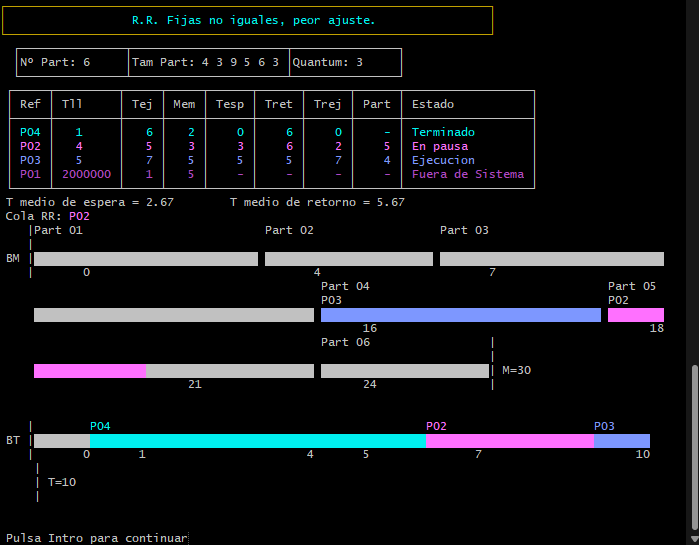 R.R. Fijas no iguales, peor ajuste.
Nº Part: 6 Tam Part: 4 3 9 5 6 3 Quantum: 3
Ref Tll Tej Mem Tesp Tret Trej Part Estado
P04 1 6 2 0 6 0 - Terminado
P02 4 5 3 3 6 2 5 En pausa
P03 5 7 5 5 5 7 4 Ejecucion
P01 2000000 1 5 - - - - Fuera de Sistema
T medio de espera = 2.67 T medio de retorno = 5.67
Cola RR: P02
|Part 01 Part 02 Part 03
|
BM |
| 0 4 7
Part 04 Part 05
P03 P02
16 18
Part 06 |
|
| M=30
21 24 |
| P04 P02 P03
BT |
| 0 1 4 5 7 10
|
| T=10
|
Pulsa Intro para continuar